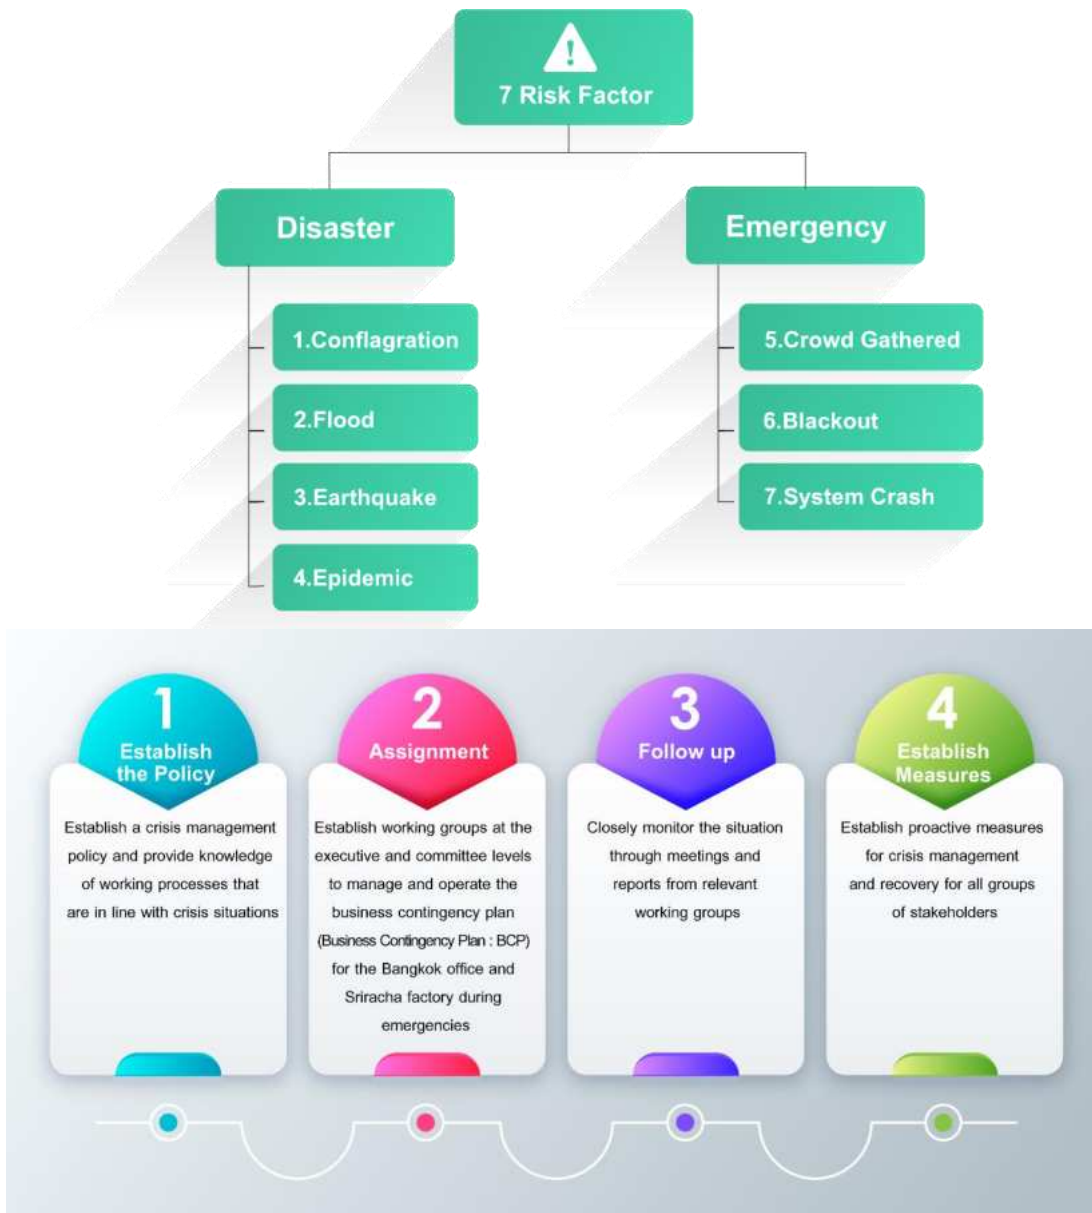 7 Risk Factor
Disaster
1.Conflagration
2.Flood
3.Earthquake
4.Epidemic
Emergency
5.Crowd Gathered
6.Blackout
7.System Crash
1
Establish
the Policy
Establish a crisis management
policy and provide knowledge
of working processes that
are in line with crisis situations
2
Assignment
Establish working groups at the
executive and committee levels
to manage and operate the
business contingency plan
(Business Contingency Plan : BCP)
for the Bangkok office and
Sriracha factory during
emergencies
3
Follow up
Closely monitor the situation
through meetings and
reports from relevant
working groups
4
Establish
Measures
Establish proactive measures
for crisis management
and recovery for all groups
of stakeholders